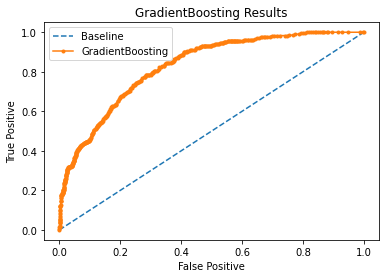 GradientBoosting Results
Baseline
GradientBoosting
True Positive
1.0
0.8
0.6
0.4
0.2
0.0
0.0 0.2 0.4 0.6 0.8 1.0
False Positive